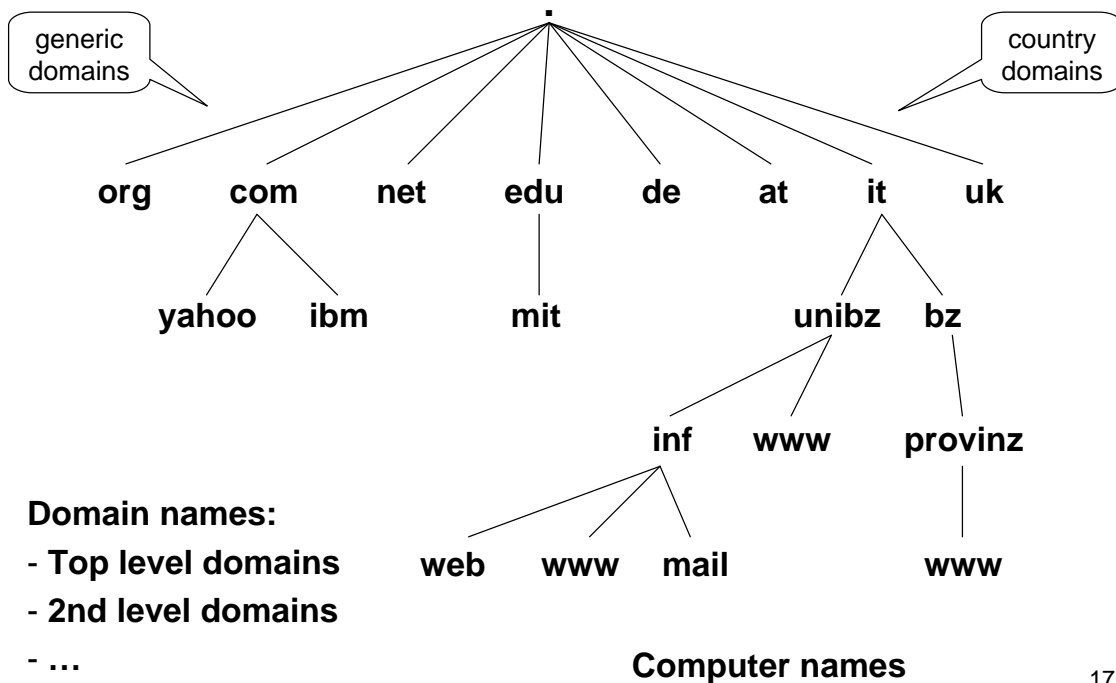 .
generic
domains
country
domains
org com net edu de at it uk
yahoo ibm mit unibz bz
inf www provinz
Domain names:
- Top level domains
web www mail www
- 2nd level domains
- ...
Computer names
17